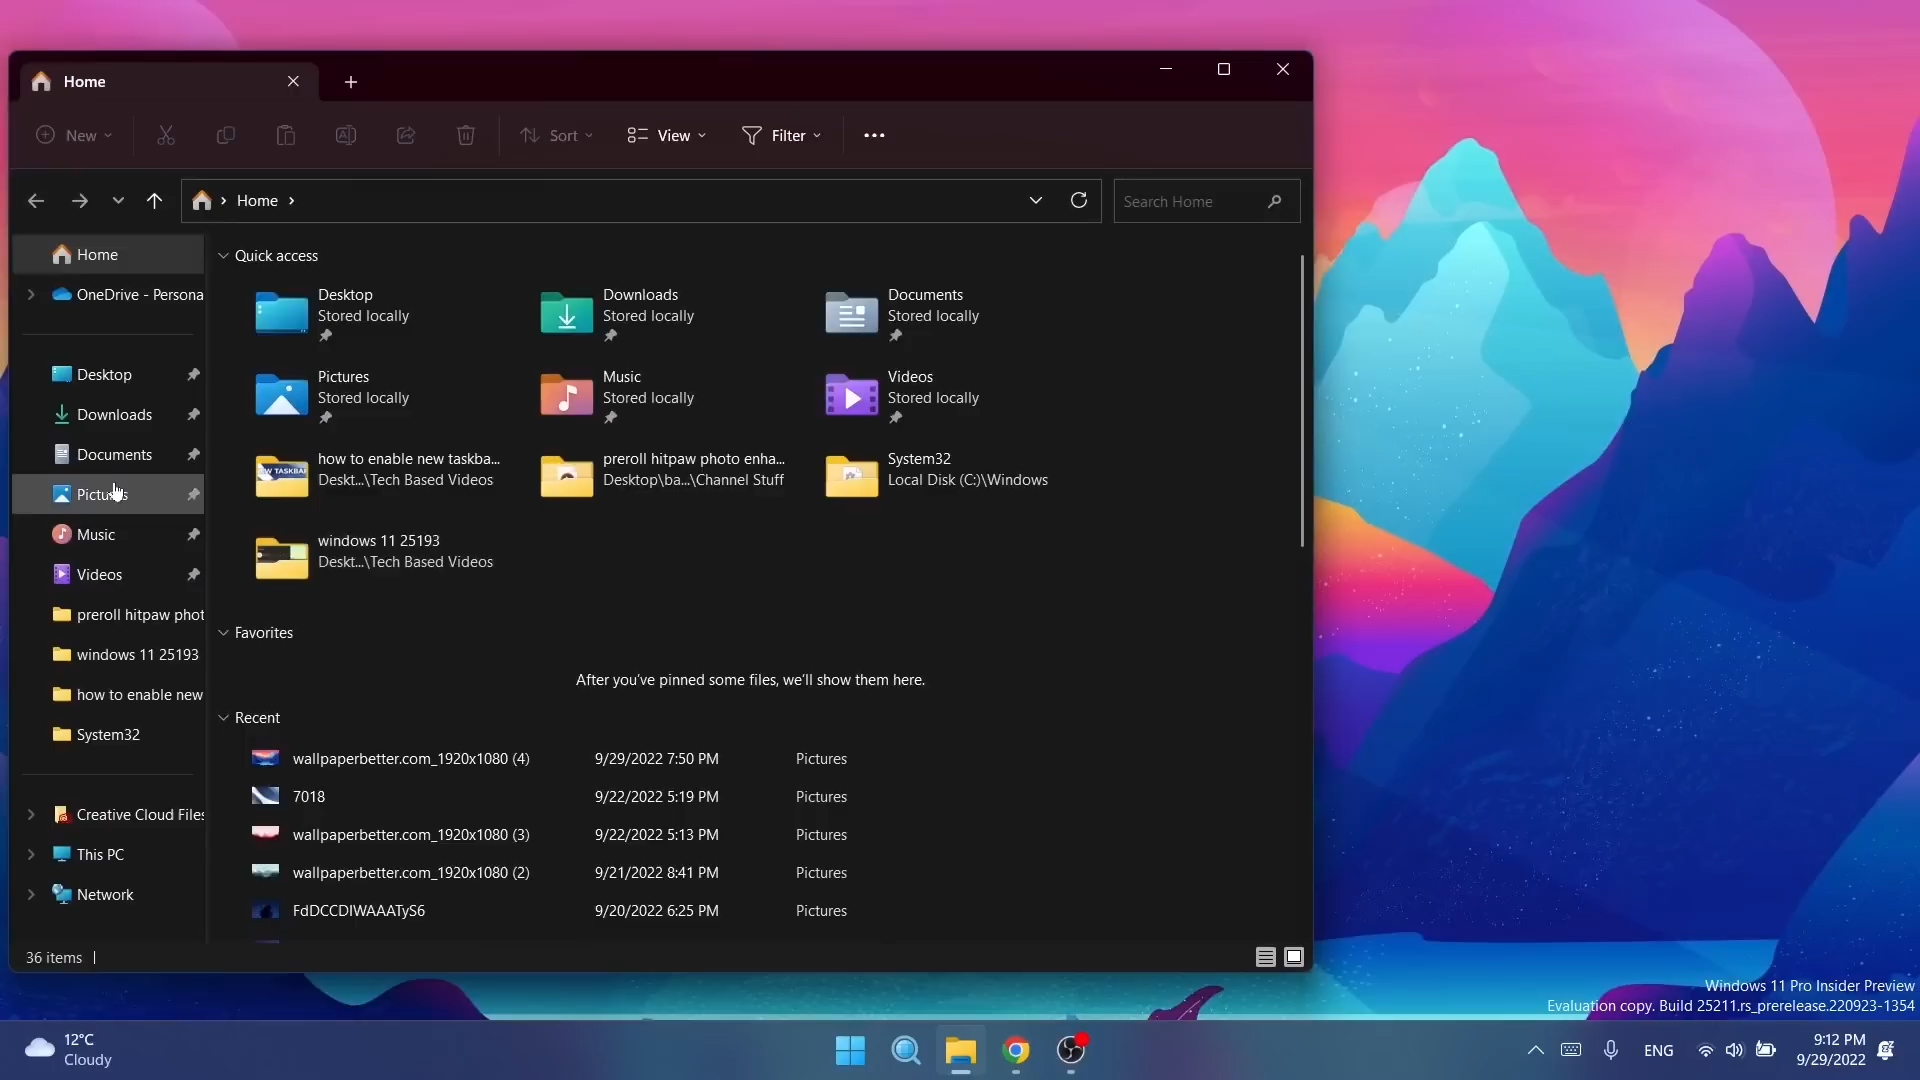 Home
New
Sort
View
Filter
Home
Search Home
Home
OneDrive - Persona
Desktop
Downloads
Documents
Pictures
Music
Videos
preroll hitpaw phot
windows 11 25193
how to enable new
System32
Creative Cloud Files
This PC
Network
Quick access
Desktop
Stored locally
Downloads
Stored locally
Documents
Stored locally
Pictures
Stored locally
Music
Stored locally
Videos
Stored locally
how to enable new taskba...
Deskt...\Tech Based Videos
preroll hitpaw photo enha...
Desktop\ba...\Channel Stuff
System32
Local Disk (C:)\Windows
windows 11 25193
Deskt...\Tech Based Videos
Favorites
After you've pinned some files, we'll show them here.
Recent
wallpaperbetter.com_1920x1080 (4) 9/29/2022 7:50 PM Pictures
7018 9/22/2022 5:19 PM Pictures
wallpaperbetter.com_1920x1080 (3) 9/22/2022 5:13 PM Pictures
wallpaperbetter.com_1920x1080 (2) 9/21/2022 8:41 PM Pictures
FdDCCDIWAAATyS6 9/20/2022 6:25 PM Pictures
36 items
Windows 11 Pro Insider Preview
Evaluation copy. Build 25211.rs_prerelease.220923-1354
12°C
Cloudy
ENG
9:12 PM
9/29/2022